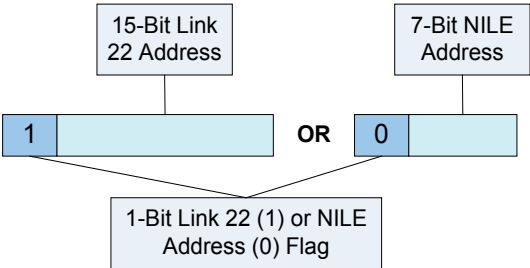 15-Bit Link
22 Address
7-Bit NILE
Address
1
OR
0
1-Bit Link 22 (1) or NILE
Address (0) Flag